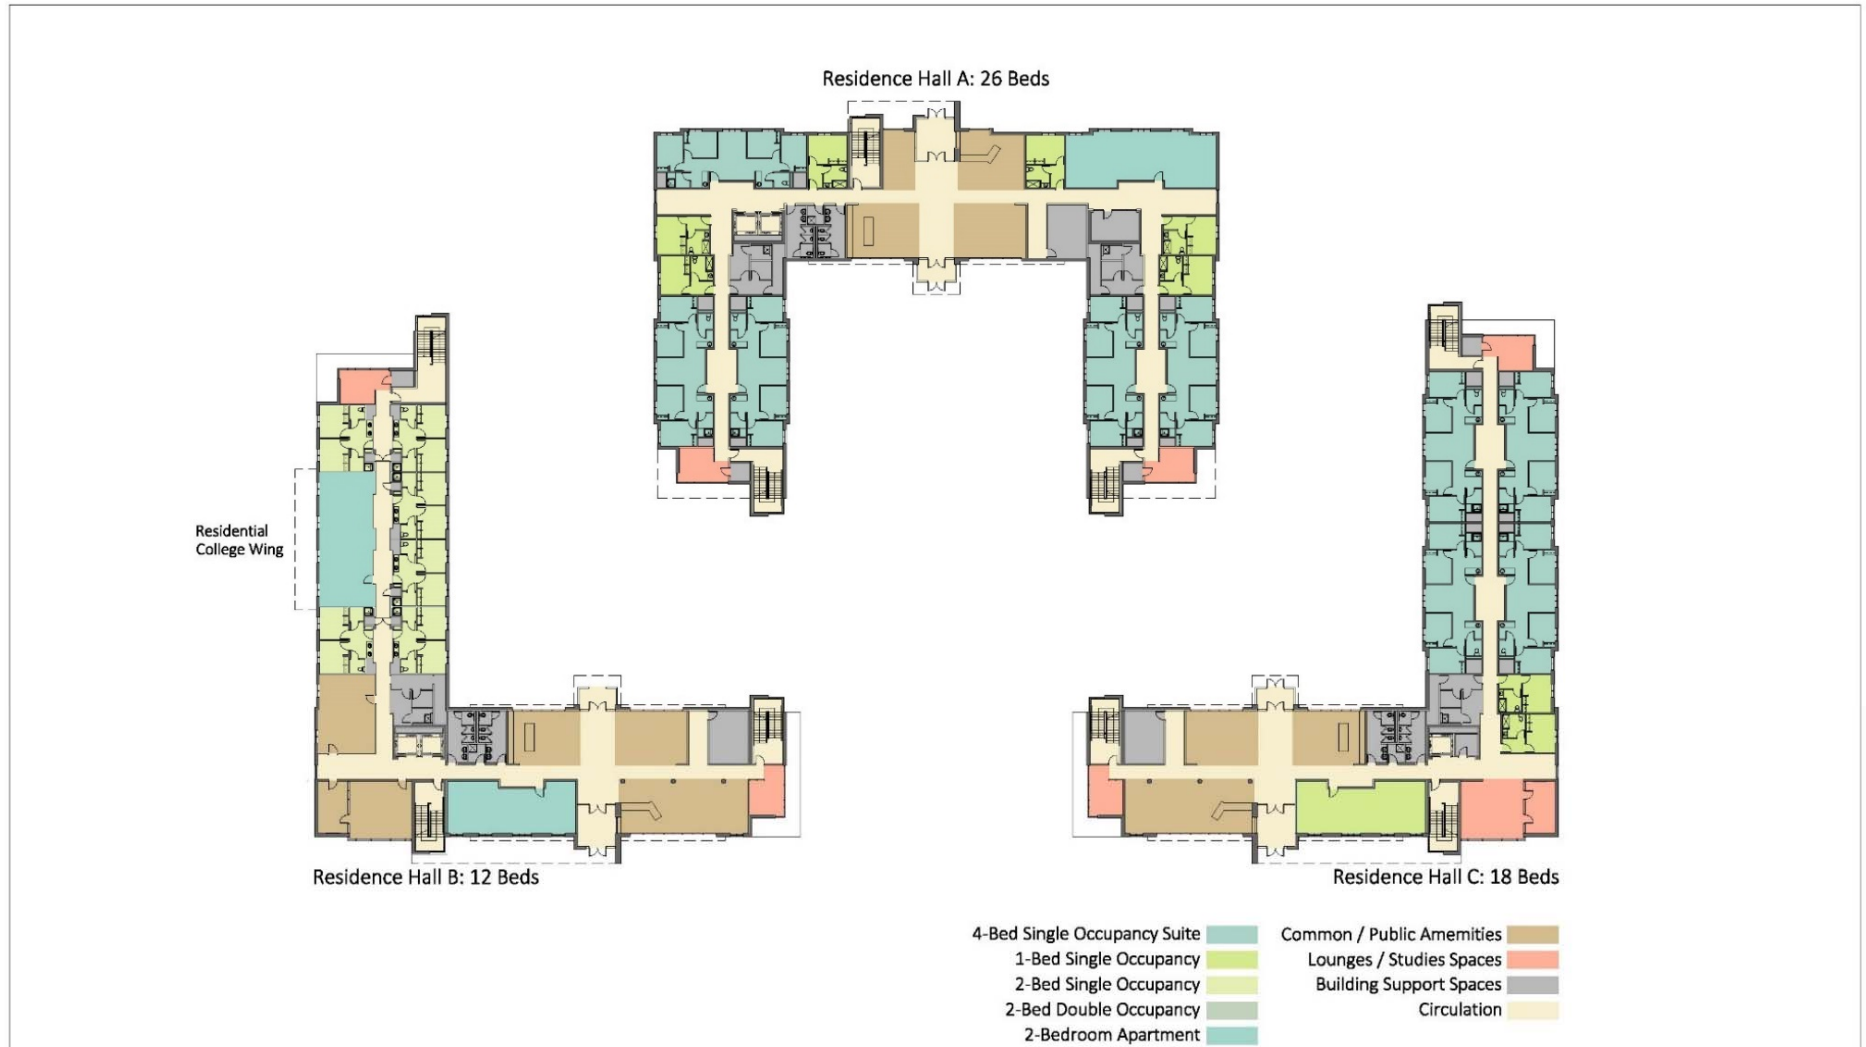 Residence Hall A: 26 Beds
Residential
College Wing
Residence Hall B: 12 Beds
Residence Hall C: 18 Beds
4-Bed Single Occupancy Suite
1-Bed Single Occupancy
2-Bed Single Occupancy
2-Bed Double Occupancy
2-Bedroom Apartment
Common / Public Amemities
Lounges / Studies Spaces
Building Support Spaces
Circulation